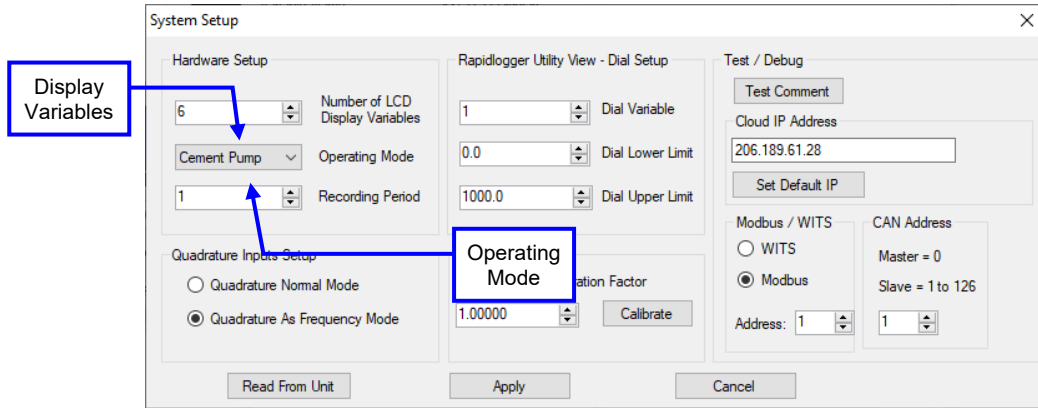 System Setup
Display
Variables
Hardware Setup
6
Number of LCD
Display Variables
Cement Pump
Operating Mode
1
Recording Period
Quadrature Inputs Setup
Quadrature Normal Mode
Quadrature As Frequency Mode
Rapidlogger Utility View - Dial Setup
1
Dial Variable
0.0
Dial Lower Limit
1000.0
Dial Upper Limit
Operating
Mode
Factor
1.00000
Calibrate
Test / Debug
Test Comment
Cloud IP Address
206.189.61.28
Set Default IP
Modbus / WITS
WITS
Modbus
Address:
1
CAN Address
Master = 0
Slave = 1 to 126
1
Read From Unit
Apply
Cancel